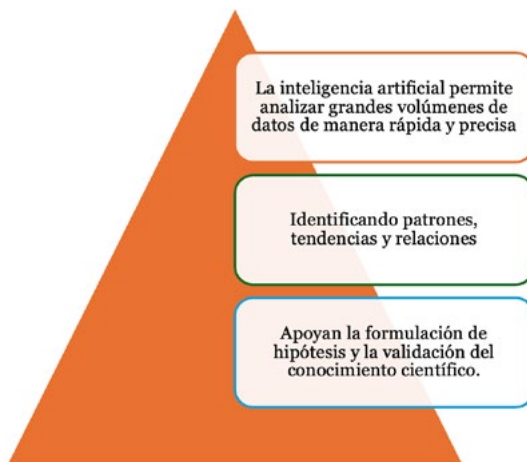 La inteligencia artificial permite
analizar grandes volúmenes de
datos de manera rápida y precisa
Identificando patrones,
tendencias y relaciones
Apoyan la formulación de
hipótesis y la validación del
conocimiento científico.